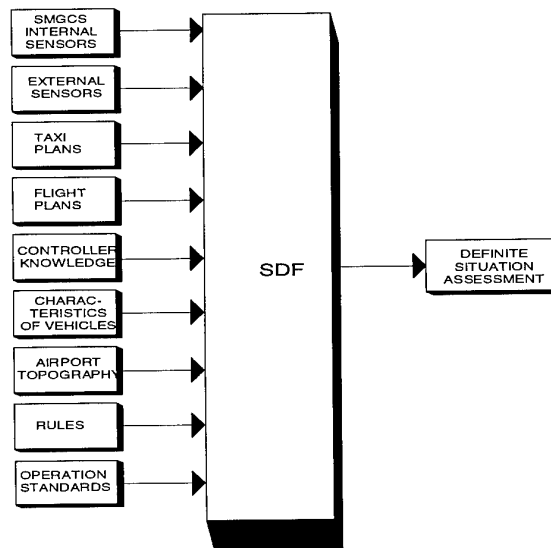 SMGCS
INTERNAL
SENSORS
EXTERNAL
SENSORS
TAXI
PLANS
FLIGHT
PLANS
CONTROLLER
KNOWLEDGE
CHARAC-
TERISTICS
OF VEHICLES
AIRPORT
TOPOGRAPHY
RULES
OPERATION
STANDARDS
SDF
DEFINITE
SITUATION
ASSESSMENT